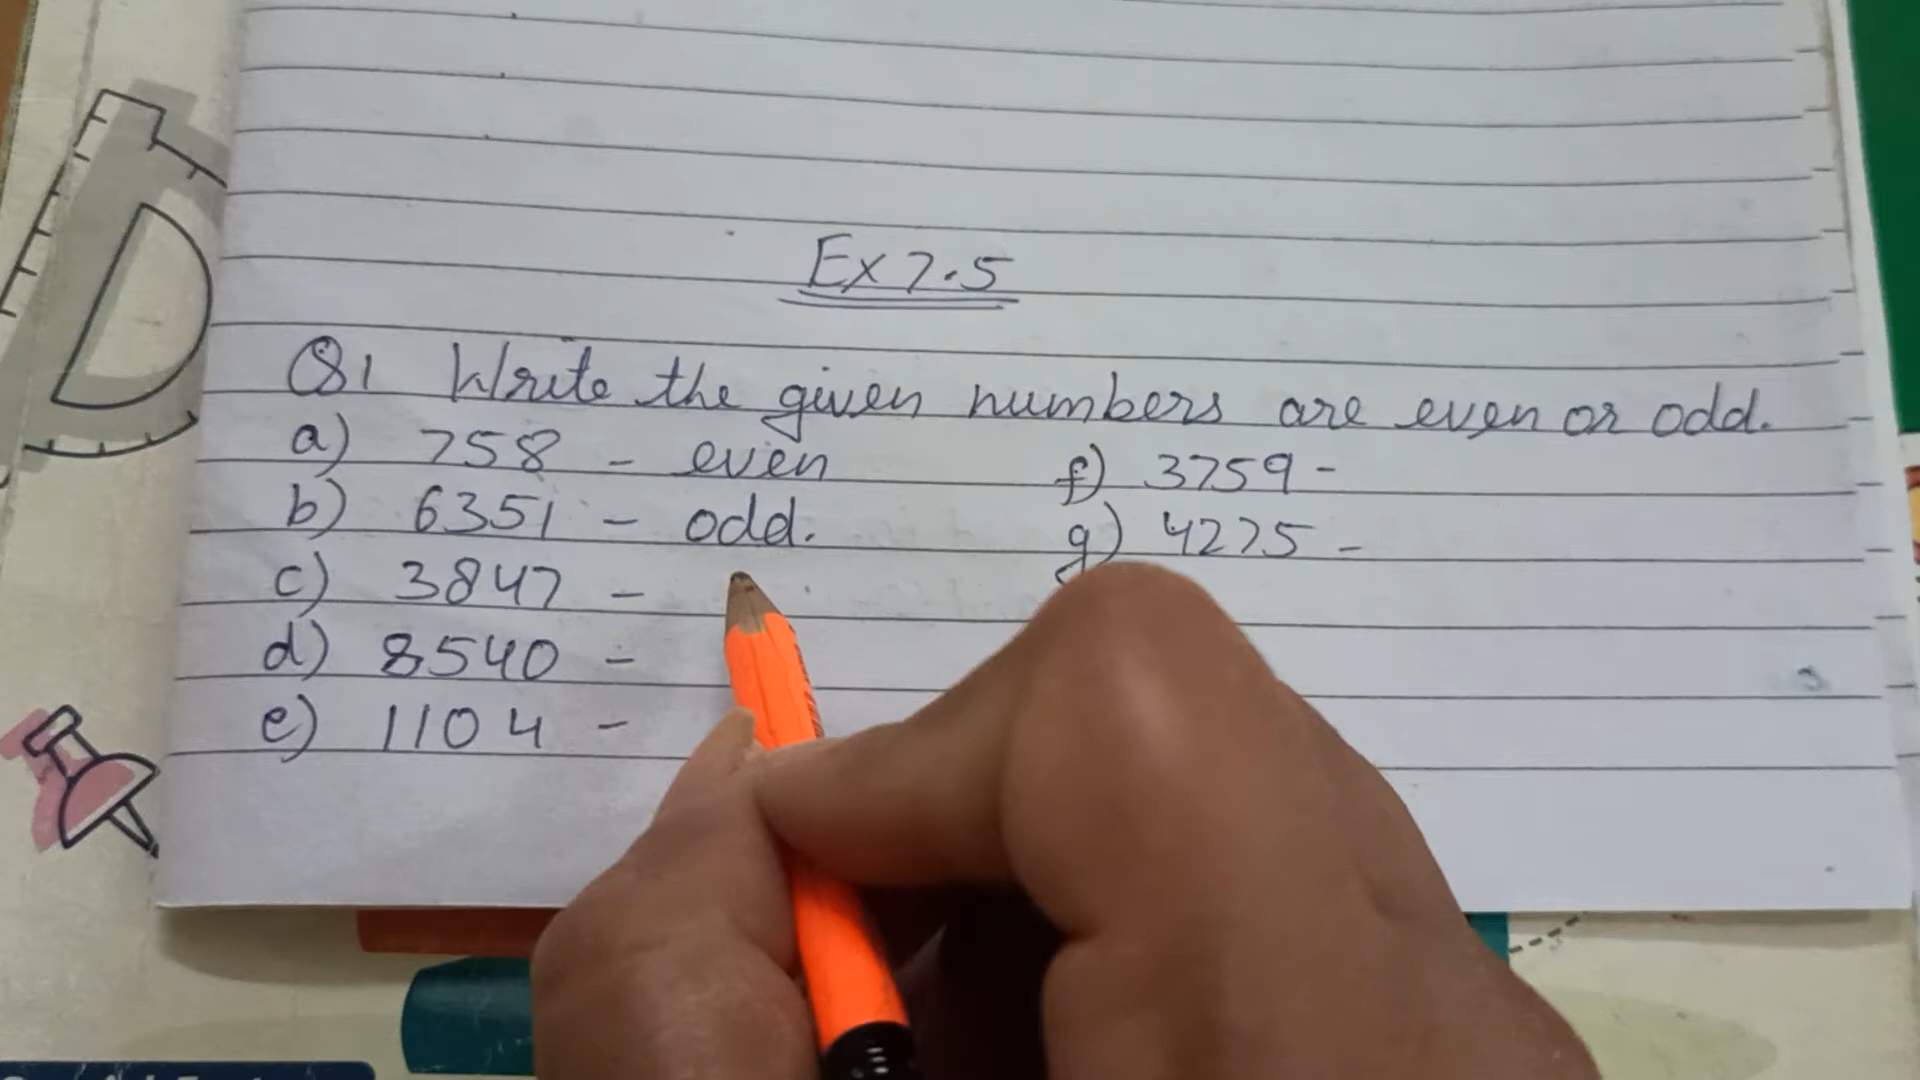 Ex 7.5
Q1 Write the given numbers are even or odd.
a) 758 - even
b) 6351 - odd.
c) 3847 -
d) 8540 -
e) 1104 -
f) 3759 -
g) 4275 -